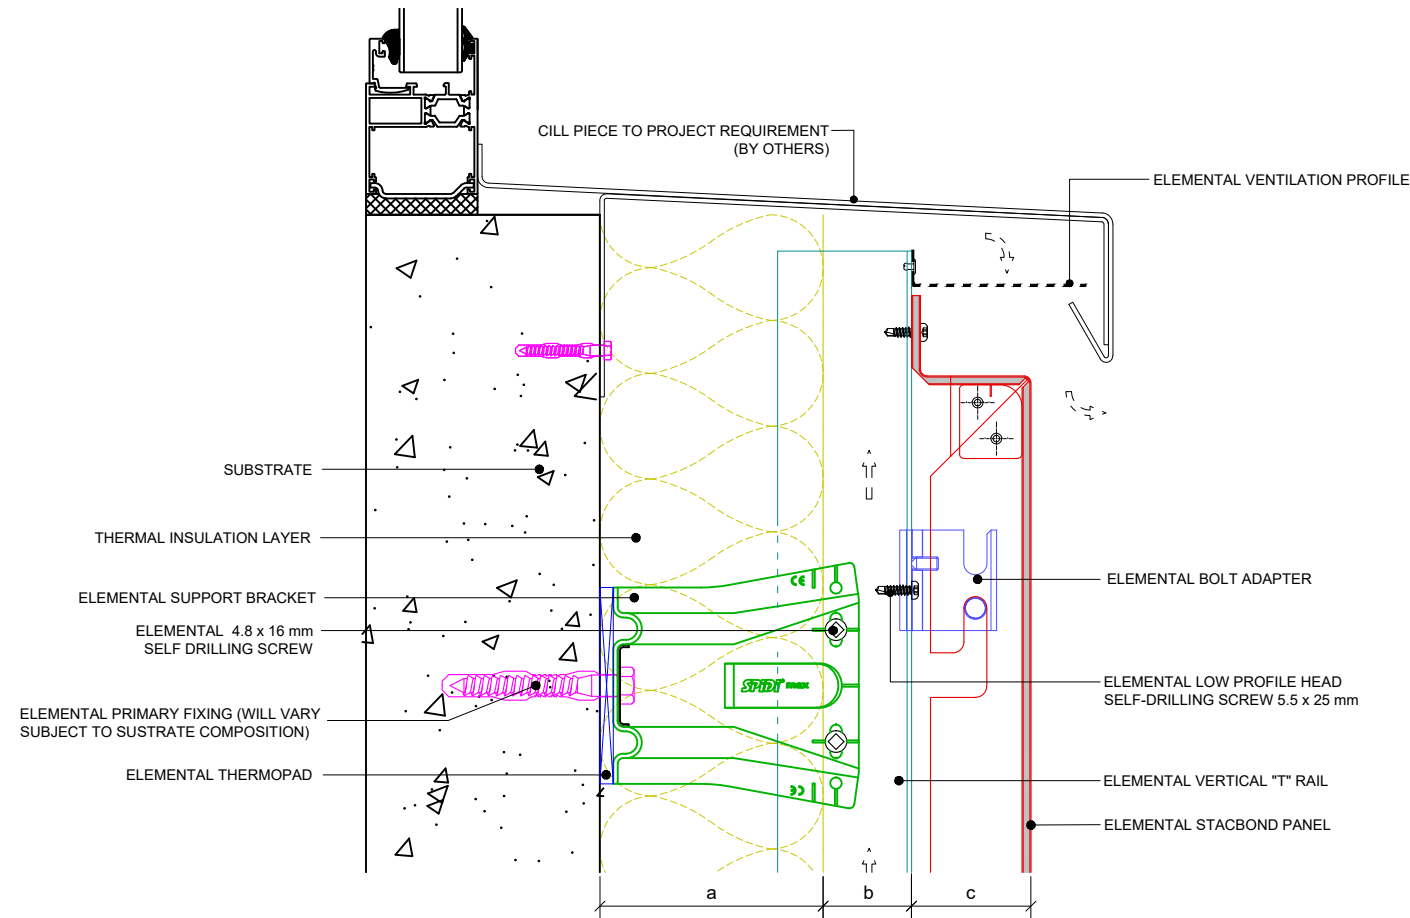 CILL PIECE TO PROJECT REQUIREMENT
(BY OTHERS)
ELEMENTAL VENTILATION PROFILE
SUBSTRATE
THERMAL INSULATION LAYER
ELEMENTAL SUPPORT BRACKET
ELEMENTAL 4.8 x 16 mm
SELF DRILLING SCREW
ELEMENTAL PRIMARY FIXING (WILL VARY
SUBJECT TO SUSTRATE COMPOSITION)
ELEMENTAL THERMOPAD
CE
SPiDi® max
CE
ELEMENTAL BOLT ADAPTER
ELEMENTAL LOW PROFILE HEAD
SELF-DRILLING SCREW 5.5 x 25 mm
ELEMENTAL VERTICAL "T" RAIL
ELEMENTAL STACBOND PANEL
a
b
c